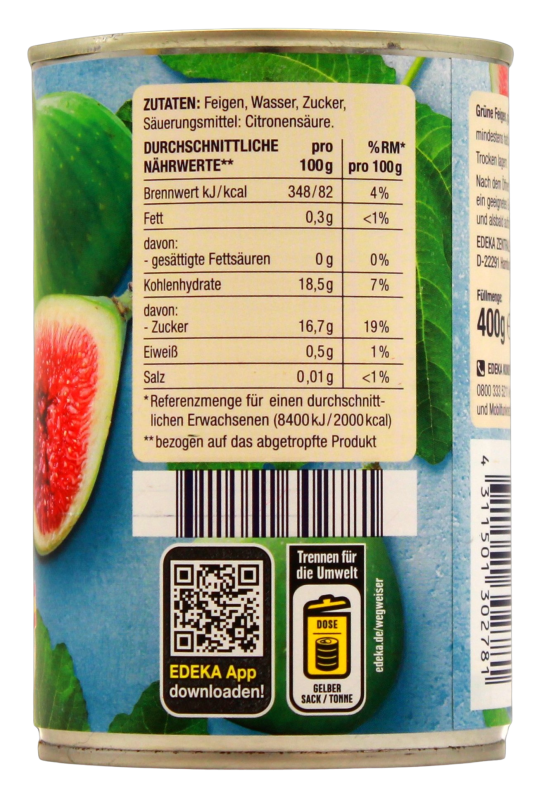 ZUTATEN: Feigen, Wasser, Zucker,
Säuerungsmittel: Citronensäure.
DURCHSCHNITTLICHE pro %RM*
NÄHRWERTE** 100g pro 100g
Brennwert kJ/kcal 348/82 4%
Fett 0,3g <1%
davon:
- gesättigte Fettsäuren 0g 0%
Kohlenhydrate 18,5g 7%
davon:
- Zucker 16,7g 19%
Eiweiß 0,5g 1%
Salz 0,01g <1%
*Referenzmenge für einen durchschnitt-
lichen Erwachsenen (8400kJ/2000kcal)
**bezogen auf das abgetropfte Produkt
EDEKA App
downloaden!
Trennen für
die Umwelt
DOSE
GELBER
SACK/TONNE
edeka.de/wegweiser
Grüne Feigen,
mindestens
Trocken
Nach dem
ein
und
EDEKA
D-22291
Füllmenge:
400g
EDEKA
0800 333
und
4 311501 302781